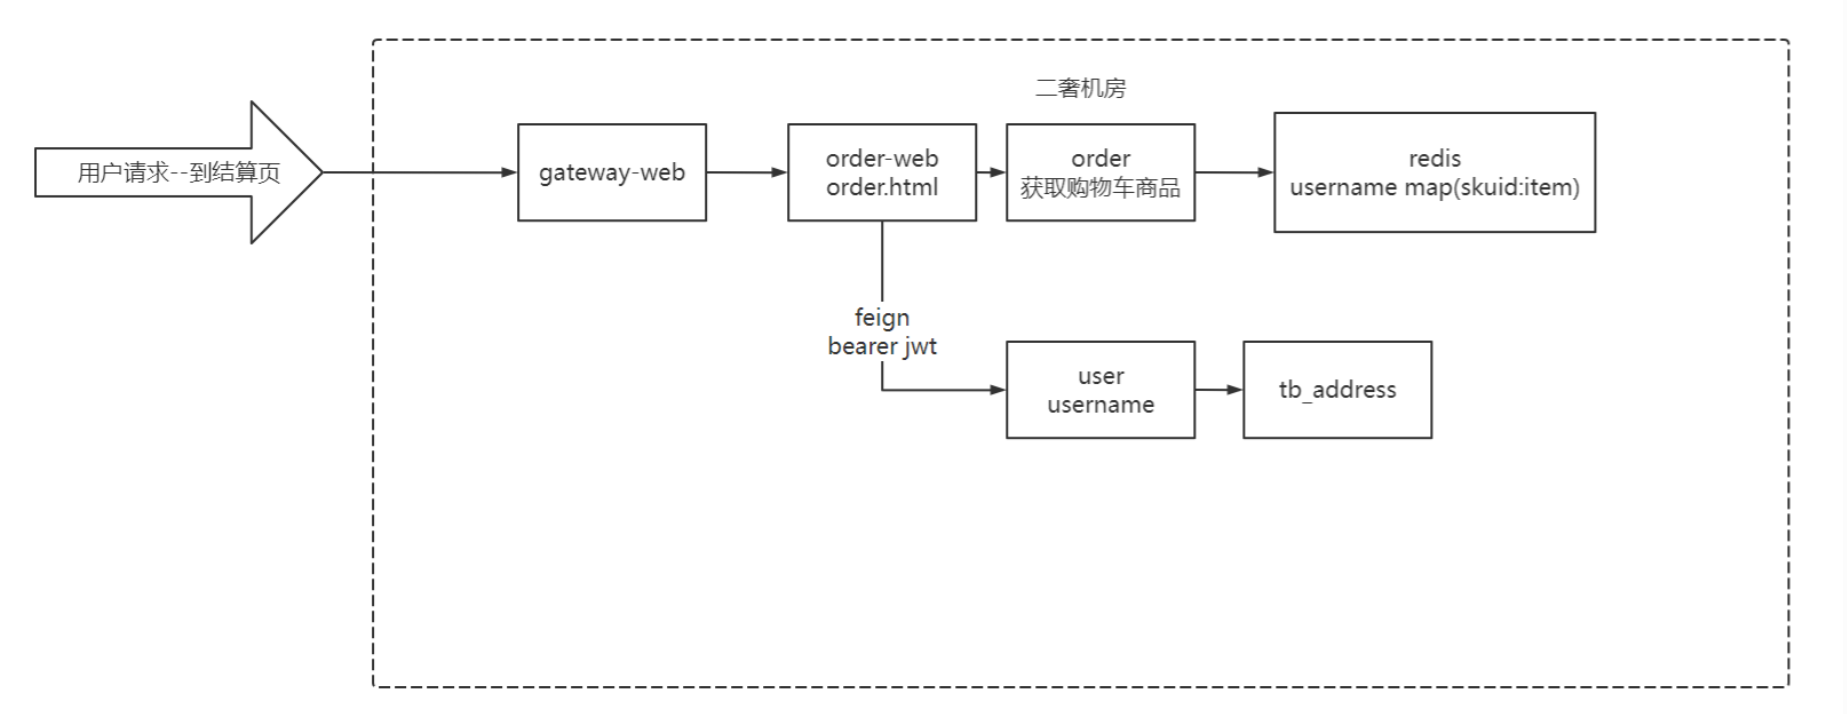 二奢机房
用户请求--到结算页
gateway-web
order-web
order.html
order
获取购物车商品
redis
username map(skuid:item)
feign
bearer jwt
user
username
tb_address